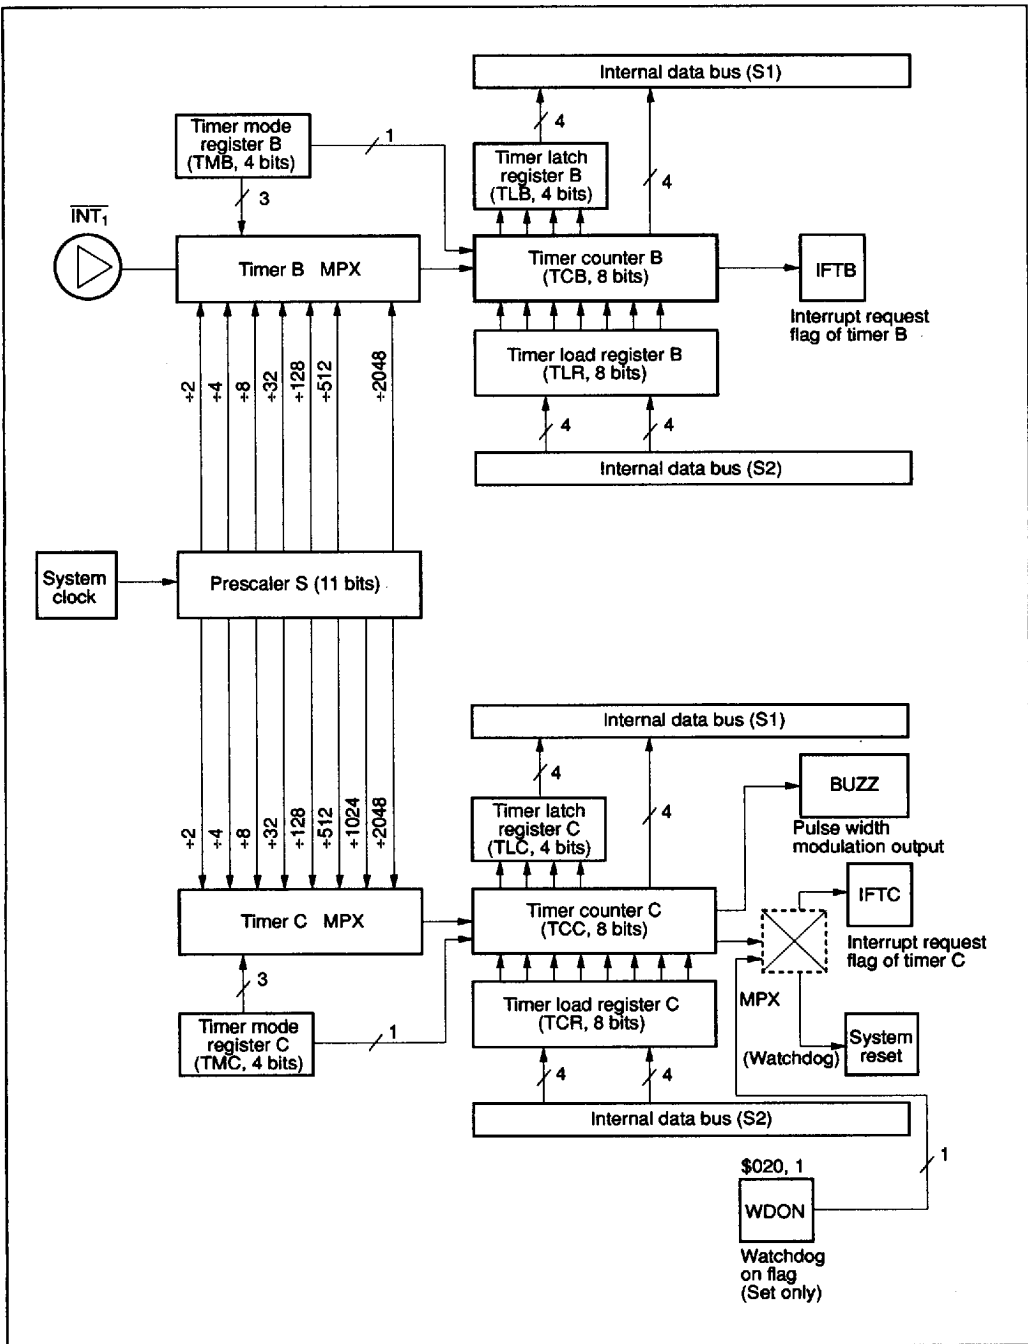 Internal data bus (S1)
4
4
Timer mode
register B
(TMB, 4 bits)
1
3
Timer latch
register B
(TLB, 4 bits)
INT1
Timer B MPX
Timer counter B
(TCB, 8 bits)
IFTB
Interrupt request
flag of timer B
÷2
÷4
÷8
÷32
÷128
÷512
÷2048
Timer load register B
(TLR, 8 bits)
4
4
Internal data bus (S2)
System
clock
Prescaler S (11 bits)
÷2
÷4
÷8
÷32
÷128
÷512
÷1024
÷2048
Internal data bus (S1)
4
4
Timer latch
register C
(TLC, 4 bits)
BUZZ
Pulse width
modulation output
Timer C MPX
Timer counter C
(TCC, 8 bits)
IFTC
Interrupt request
flag of timer C
MPX
3
Timer mode
register C
(TMC, 4 bits)
1
Timer load register C
(TCR, 8 bits)
(Watchdog)
System
reset
4
4
Internal data bus (S2)
1
$020, 1
WDON
Watchdog
on flag
(Set only)